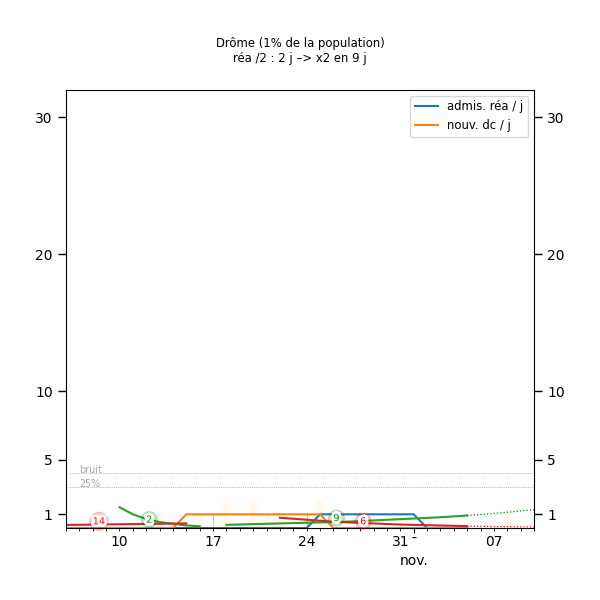 Drôme (1% de la population)
réa /2 : 2 j –> x2 en 9 j
admis. réa / j
nouv. dc / j
30 30
20 20
10 10
5 5
bruit
25%
1 1
14 2 9 6
10 17 24 31 07
nov.